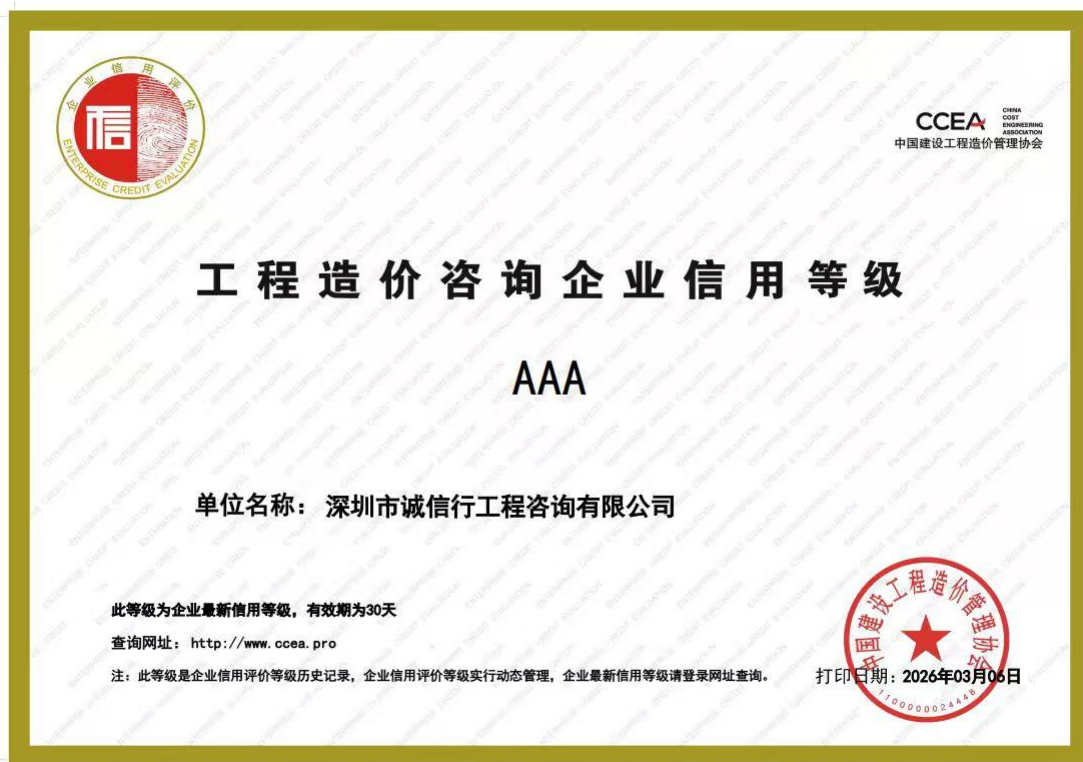 企业信用评价
信
ENTERPRISE CREDIT EVALUATION
CCEA
CHINA
COST
ENGINEERING
ASSOCIATION
中国建设工程造价管理协会
工程造价咨询企业信用等级
AAA
单位名称： 深圳市诚信行工程咨询有限公司
此等级为企业最新信用等级，有效期为30天
查询网址： http://www.ccea.pro
注：此等级是企业信用评价等级历史记录，企业信用评价等级实行动态管理，企业最新信用等级请登录网址查询。
打印日期：2026年03月06日
中国建设工程造价管理协会
1100000024448